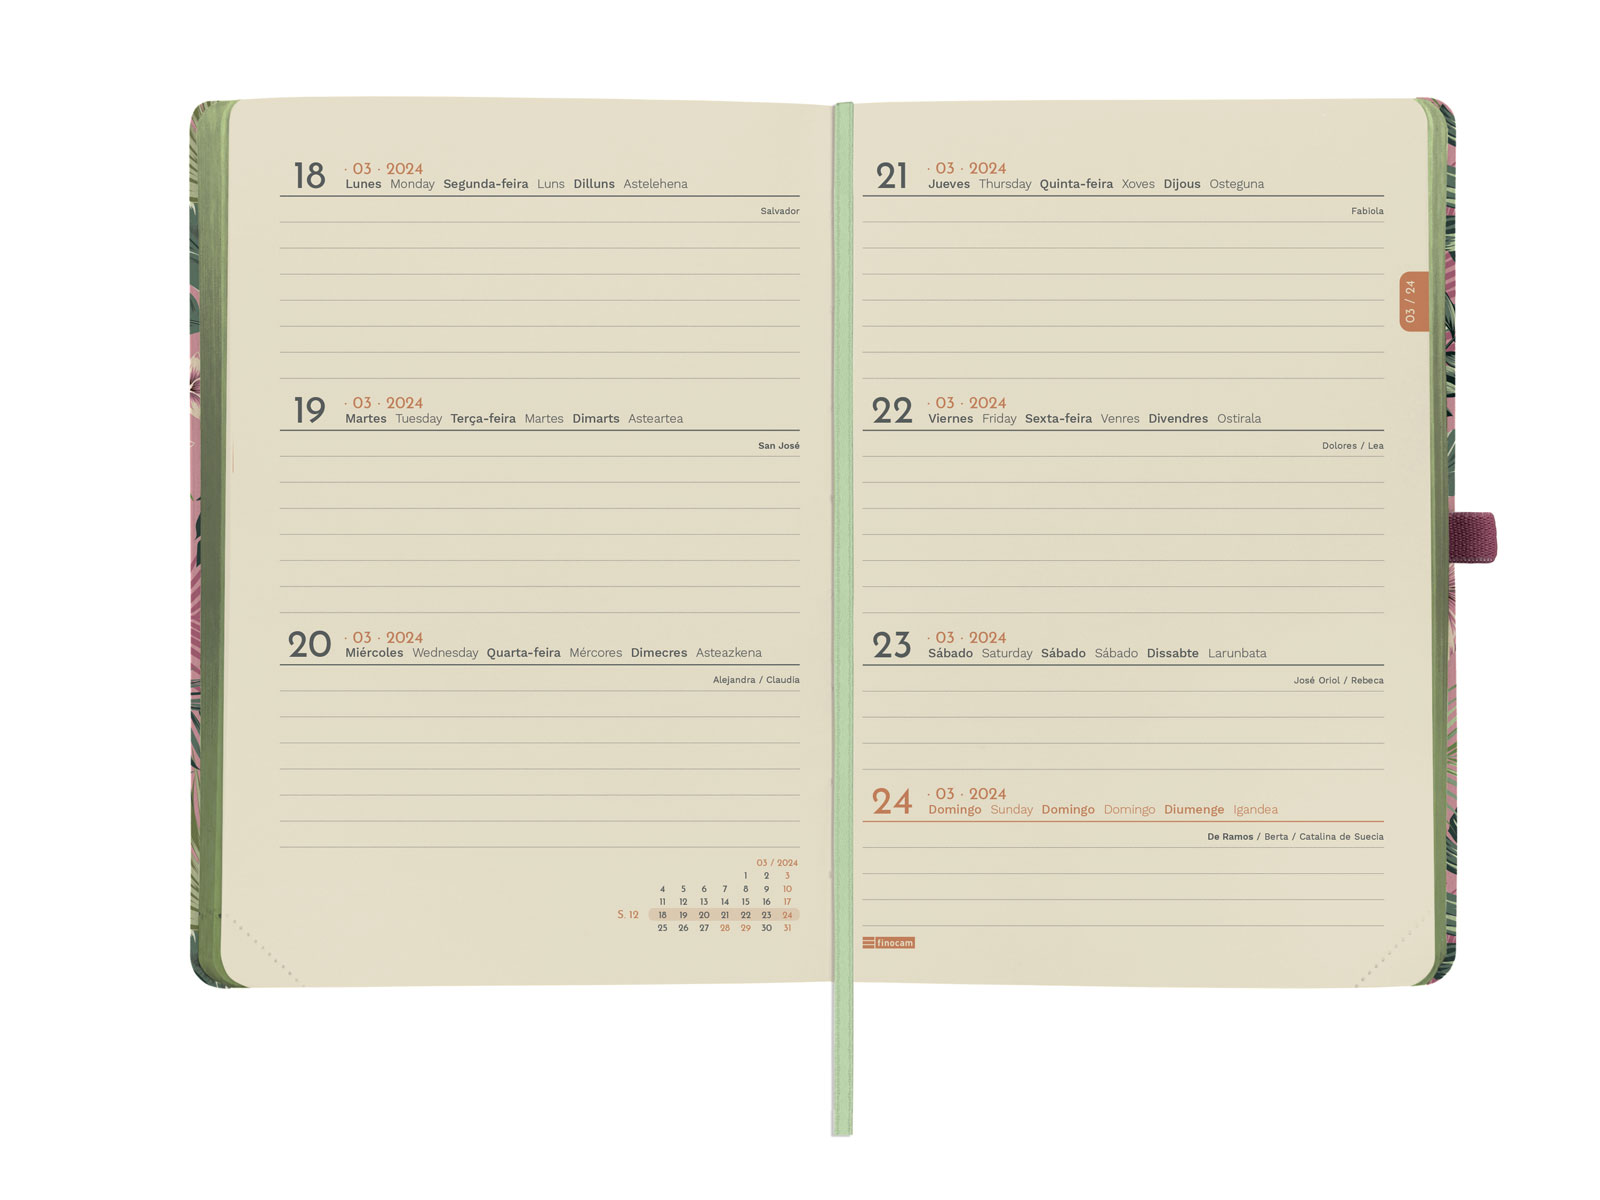 18 · 03 · 2024
Lunes Monday Segunda-feira Luns Dilluns Astelehena
Salvador
19 · 03 · 2024
Martes Tuesday Terça-feira Martes Dimarts Asteartea
San José
20 · 03 · 2024
Miércoles Wednesday Quarta-feira Mércores Dimecres Asteazkena
Alejandra / Claudia
03 / 2024
1 2 3
4 5 6 7 8 9 10
11 12 13 14 15 16 17
S. 12 18 19 20 21 22 23 24
25 26 27 28 29 30 31
21 · 03 · 2024
Jueves Thursday Quinta-feira Xoves Dijous Osteguna
Fabiola
03 / 24
22 · 03 · 2024
Viernes Friday Sexta-feira Venres Divendres Ostirala
Dolores / Lea
23 · 03 · 2024
Sábado Saturday Sábado Sábado Dissabte Larunbata
José Oriol / Rebeca
24 · 03 · 2024
Domingo Sunday Domingo Domingo Diumenge Igandea
De Ramos / Berta / Catalina de Suecia
finocam